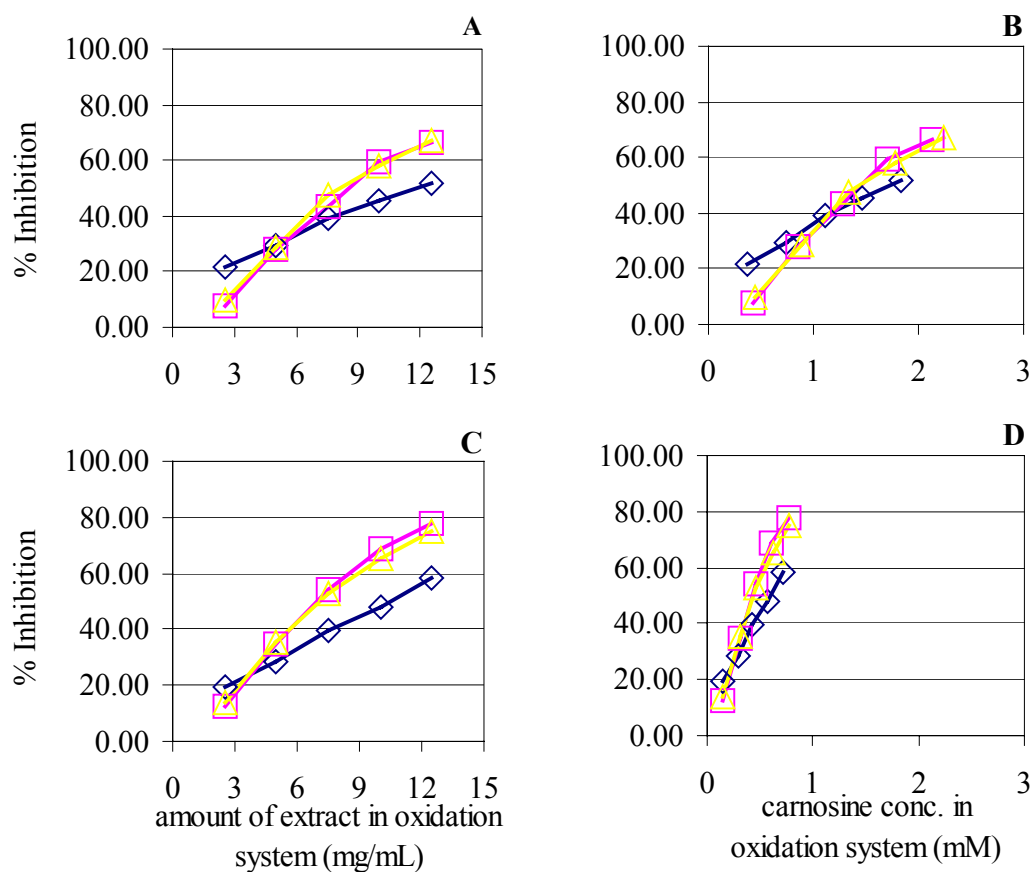 A
100.00
80.00
60.00
40.00
20.00
0.00
% Inhibition
0 3 6 9 12 15
B
100.00
80.00
60.00
40.00
20.00
0.00
0 1 2 3
C
100.00
80.00
60.00
40.00
20.00
0.00
% Inhibition
0 3 6 9 12 15
amount of extract in oxidation
system (mg/mL)
D
100.00
80.00
60.00
40.00
20.00
0.00
0 1 2 3
carnosine conc. in
oxidation system (mM)